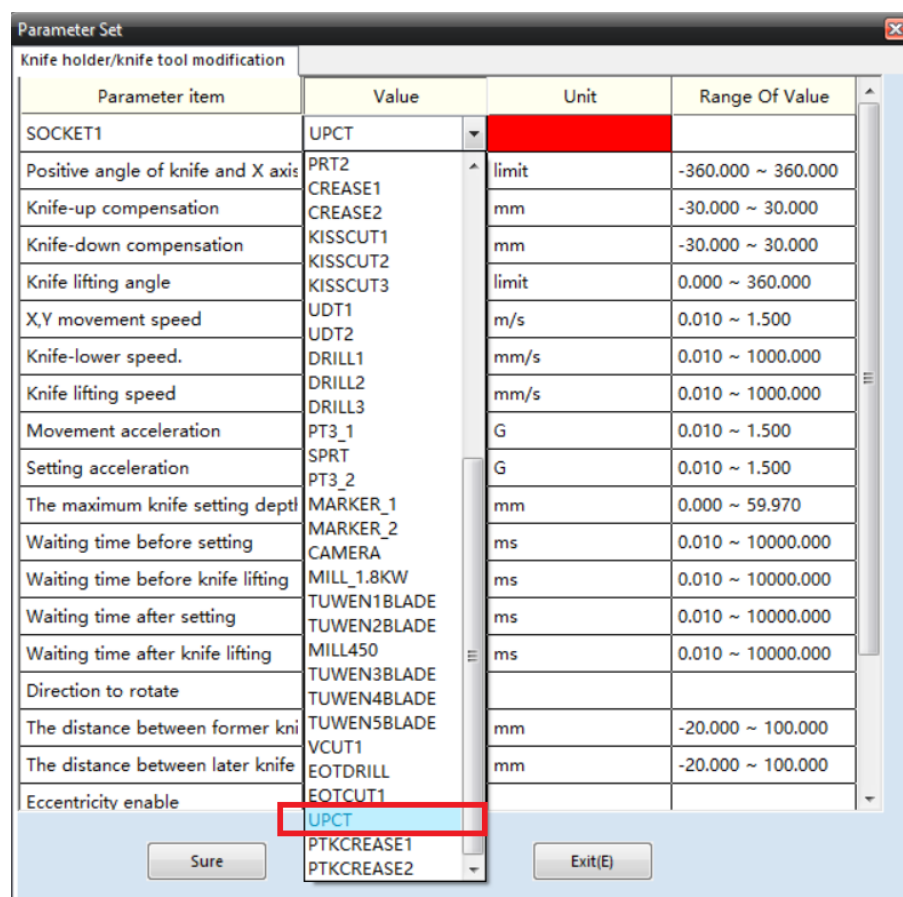 Parameter Set
Knife holder/knife tool modification
Parameter item Value Unit Range Of Value
SOCKET1 UPCT
Positive angle of knife and X axis limit -360.000 ~ 360.000
Knife-up compensation mm -30.000 ~ 30.000
Knife-down compensation mm -30.000 ~ 30.000
Knife lifting angle limit 0.000 ~ 360.000
X,Y movement speed m/s 0.010 ~ 1.500
Knife-lower speed. mm/s 0.010 ~ 1000.000
Knife lifting speed mm/s 0.010 ~ 1000.000
Movement acceleration G 0.010 ~ 1.500
Setting acceleration G 0.010 ~ 1.500
The maximum knife setting depth mm 0.000 ~ 59.970
Waiting time before setting ms 0.010 ~ 10000.000
Waiting time before knife lifting ms 0.010 ~ 10000.000
Waiting time after setting ms 0.010 ~ 10000.000
Waiting time after knife lifting ms 0.010 ~ 10000.000
Direction to rotate
The distance between former kni mm -20.000 ~ 100.000
The distance between later knife mm -20.000 ~ 100.000
Eccentricity enable
PRT2
CREASE1
CREASE2
KISSCUT1
KISSCUT2
KISSCUT3
UDT1
UDT2
DRILL1
DRILL2
DRILL3
PT3_1
SPRT
PT3_2
MARKER_1
MARKER_2
CAMERA
MILL_1.8KW
TUWEN1BLADE
TUWEN2BLADE
MILL450
TUWEN3BLADE
TUWEN4BLADE
TUWEN5BLADE
VCUT1
EOTDRILL
EOTCUT1
UPCT
PTKCREASE1
PTKCREASE2
Sure Exit(E)